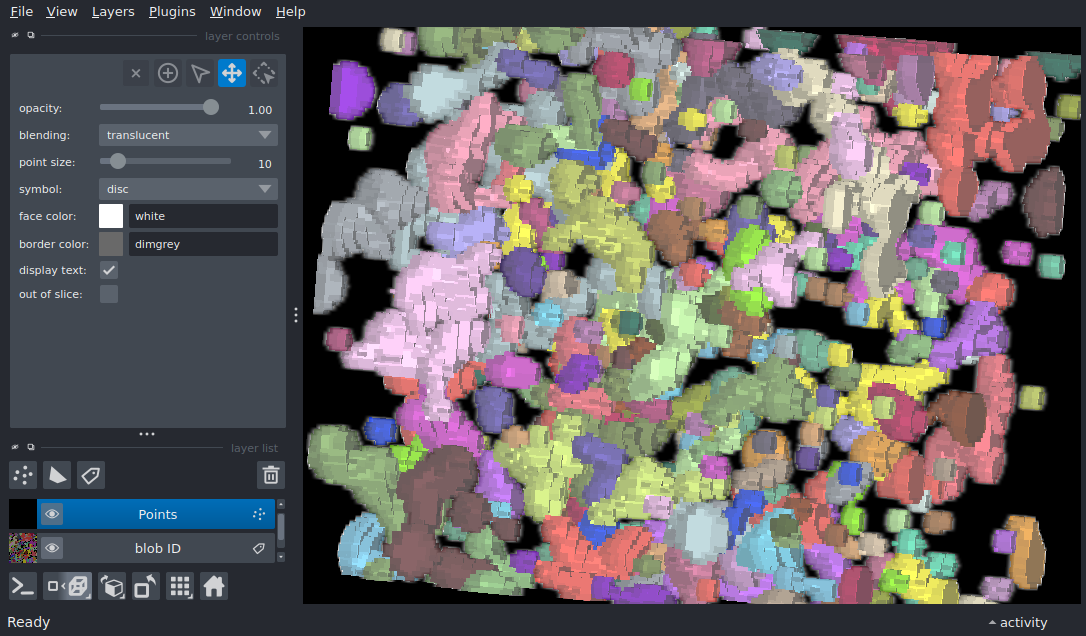 File View Layers Plugins Window Help
layer controls
opacity: 1.00
blending: translucent
point size: 10
symbol: disc
face color: white
border color: dimgrey
display text:
out of slice:
layer list
Points
blob ID
Ready activity